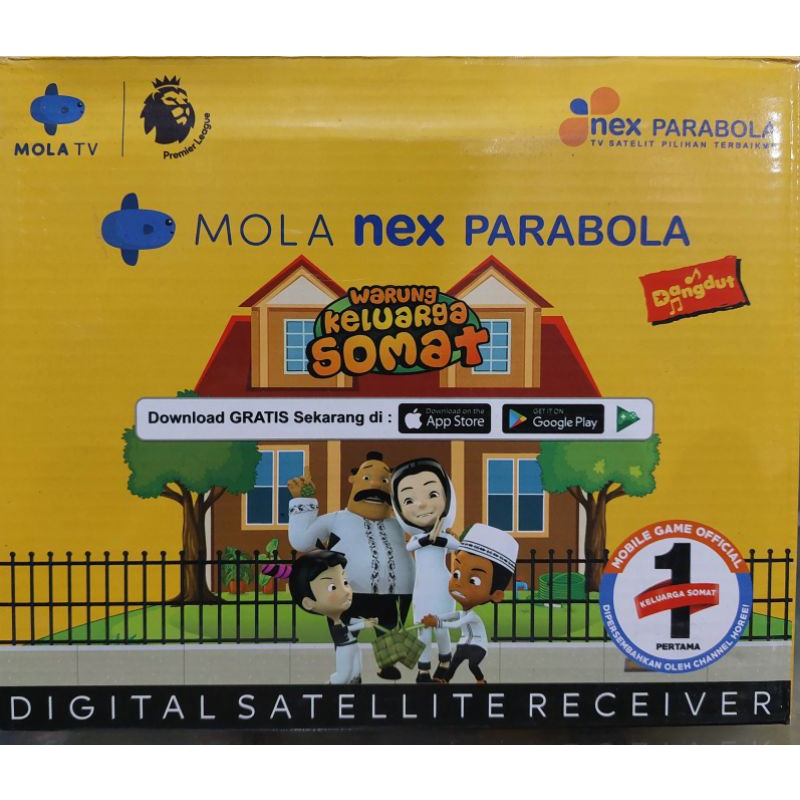 MOLA TV
Premier League
nex PARABOLA
TV SATELIT PILIHAN TERBAIKMU
MOLA nex PARABOLA
Dangdut
WARUNG
KELUARGA
SOMAT
Download GRATIS Sekarang di :
Download on the
App Store
GET IT ON
Google Play
MOBILE GAME OFFICIAL
1
KELUARGA SOMAT
PERTAMA
DIPERSEMBAHKAN OLEH CHANNEL HOREE!
DIGITAL SATELLITE RECEIVER